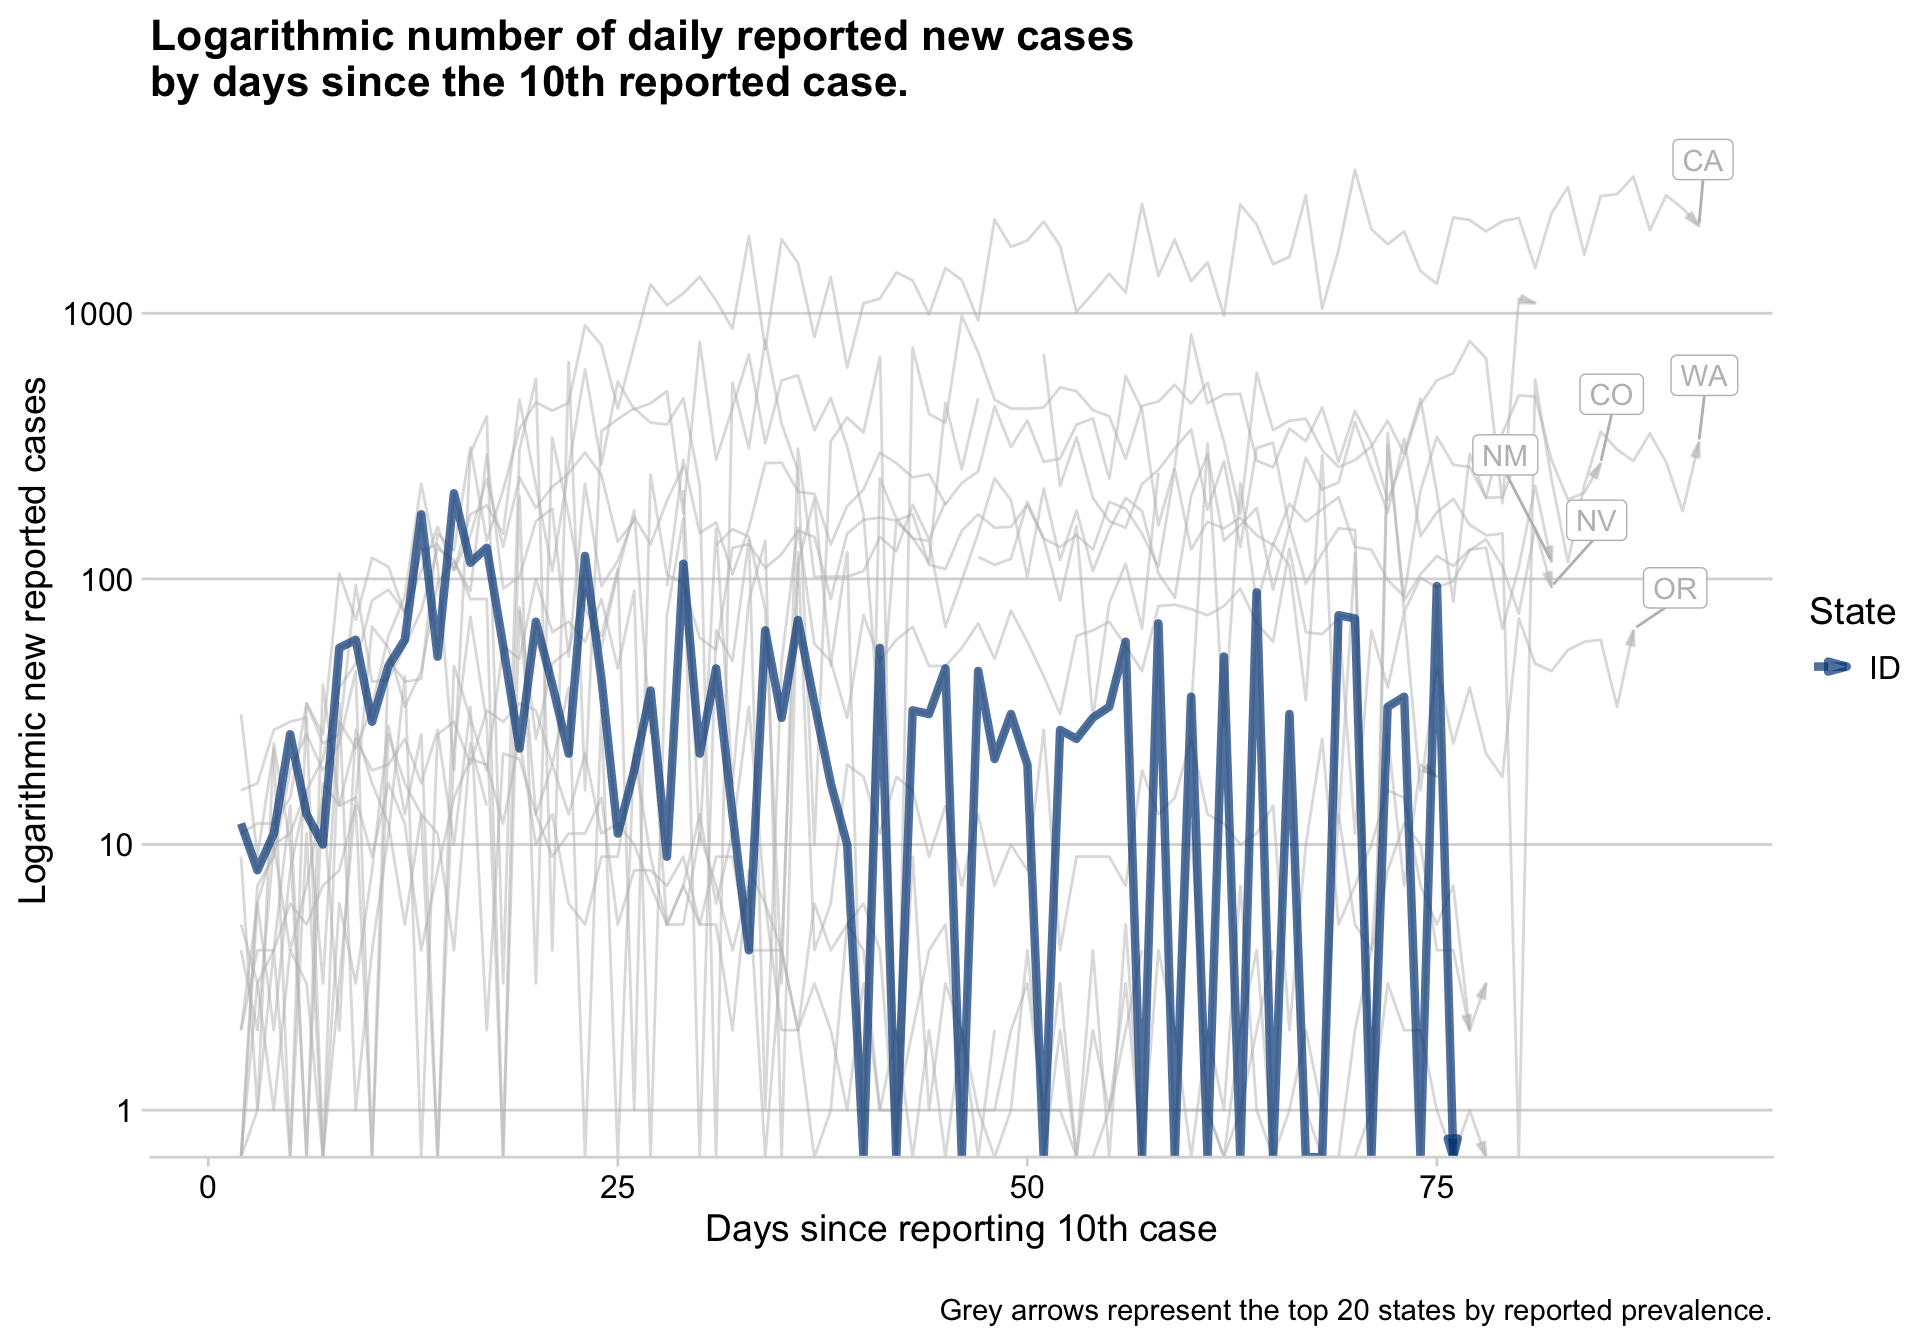 Logarithmic number of daily reported new cases
by days since the 10th reported case.
Logarithmic new reported cases
1000
100
10
1
CA
WA
CO
NM
NV
OR
State
ID
0
25
50
75
Days since reporting 10th case
Grey arrows represent the top 20 states by reported prevalence.